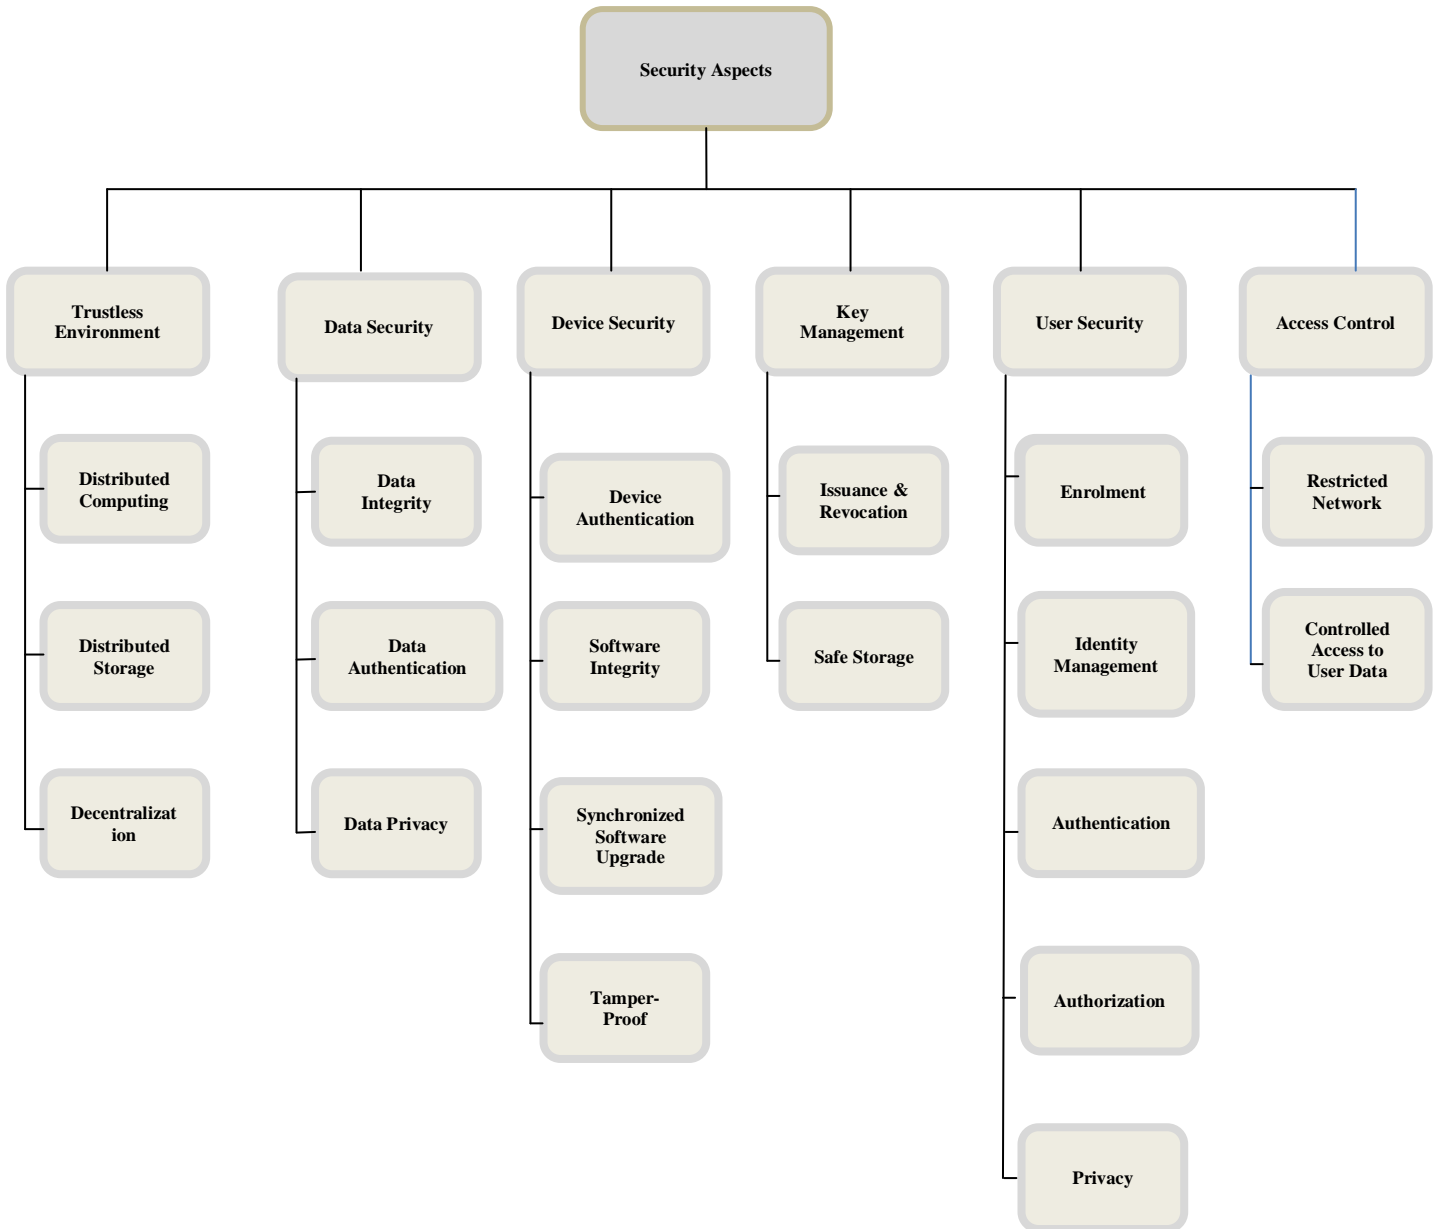 Security Aspects
Trustless
Environment
Data Security
Device Security
Key
Management
User Security
Access Control
Distributed
Computing
Data
Integrity
Device
Authentication
Issuance &
Revocation
Enrolment
Restricted
Network
Distributed
Storage
Data
Authentication
Software
Integrity
Safe Storage
Identity
Management
Controlled
Access to
User Data
Decentralizat
ion
Data Privacy
Synchronized
Software
Upgrade
Authentication
Tamper-
Proof
Authorization
Privacy